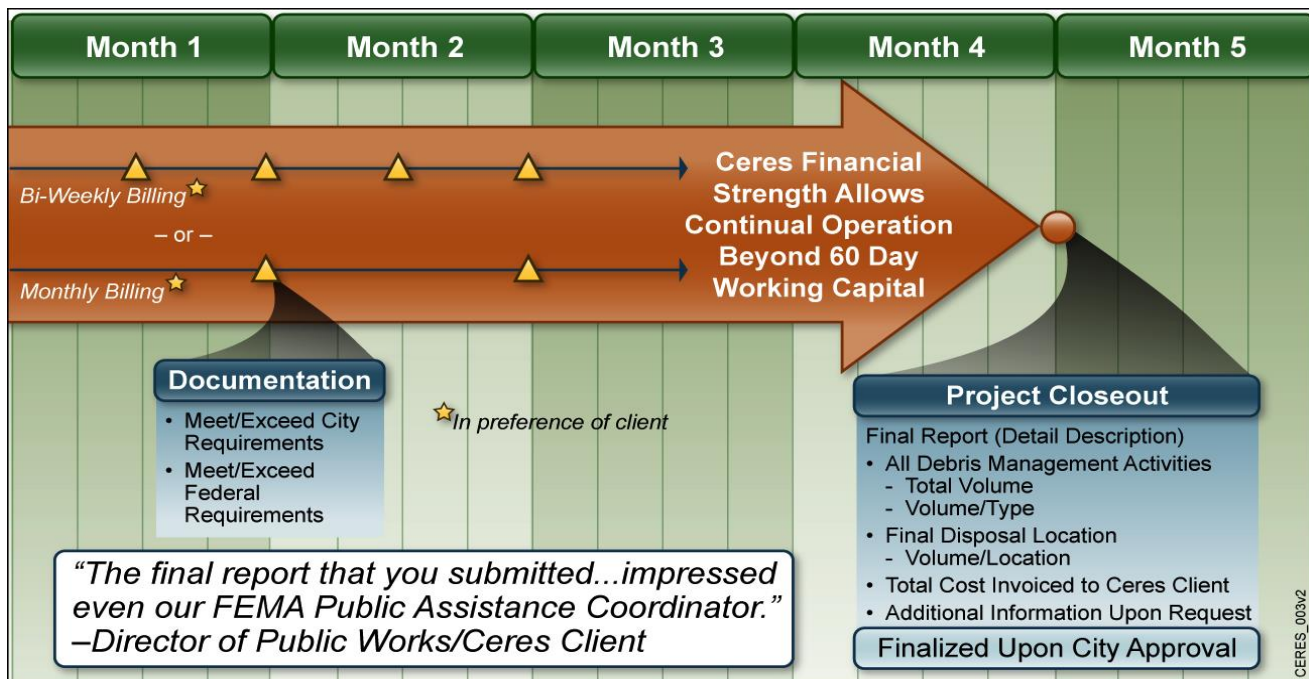 Month 1
Month 2
Month 3
Month 4
Month 5
Bi-Weekly Billing
– or –
Monthly Billing
Ceres Financial
Strength Allows
Continual Operation
Beyond 60 Day
Working Capital
Documentation
• Meet/Exceed City
Requirements
• Meet/Exceed
Federal
Requirements
In preference of client
Project Closeout
Final Report (Detail Description)
• All Debris Management Activities
- Total Volume
- Volume/Type
• Final Disposal Location
- Volume/Location
• Total Cost Invoiced to Ceres Client
• Additional Information Upon Request
Finalized Upon City Approval
“The final report that you submitted...impressed
even our FEMA Public Assistance Coordinator.”
–Director of Public Works/Ceres Client
CERES_003v2